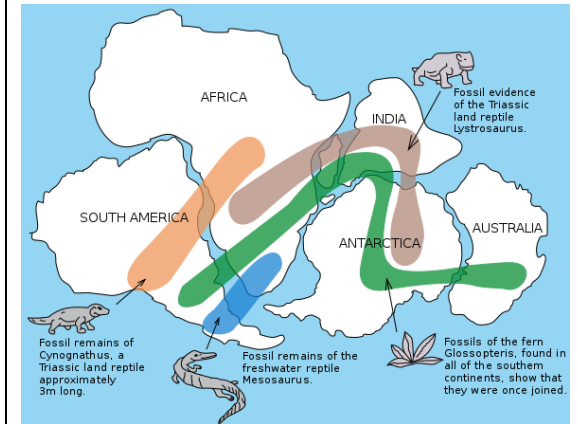 AFRICA
INDIA
Fossil evidence
of the Triassic
land reptile
Lystrosaurus.
SOUTH AMERICA
ANTARCTICA
AUSTRALIA
Fossil remains of
Cynognathus, a
Triassic land reptile
approximately
3m long.
Fossil remains of the
freshwater reptile
Mesosaurus.
Fossils of the fern
Glossopteris, found in
all of the southem
continents, show that
they were once joined.